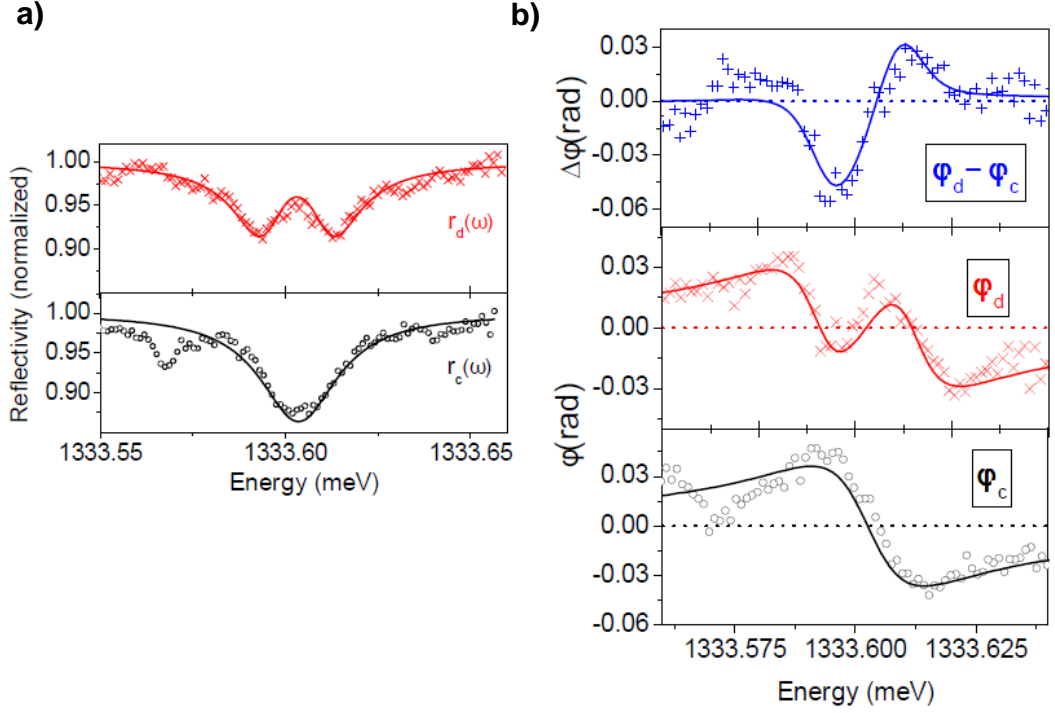 a)
1.00
0.95
0.90
r_d(ω)
1.00
0.95
0.90
r_c(ω)
Reflectivity (normalized)
1333.55 1333.60 1333.65
Energy (meV)
b)
0.03
0.00
-0.03
-0.06
Δφ(rad)
φ_d − φ_c
0.03
0.00
-0.03
φ_d
0.03
0.00
-0.03
-0.06
φ(rad)
φ_c
1333.575 1333.600 1333.625
Energy (meV)